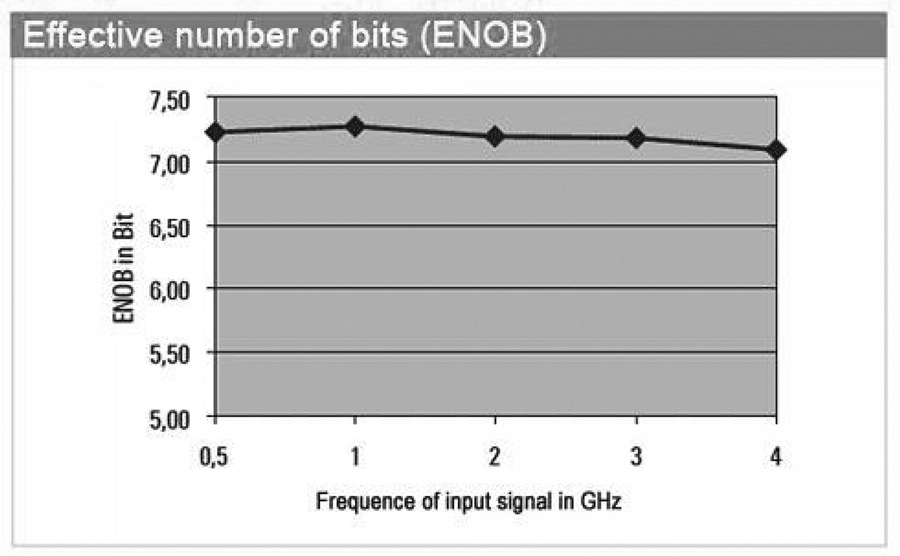 Effective number of bits (ENOB)
7,50
7,00
6,50
6,00
5,50
5,00
ENOB in Bit
0,5 1 2 3 4
Frequence of input signal in GHz